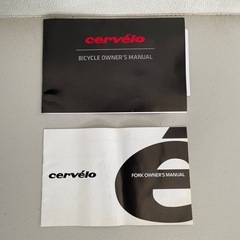 cervélo
BICYCLE OWNER'S MANUAL
cervélo
FORK OWNER'S MANUAL
é